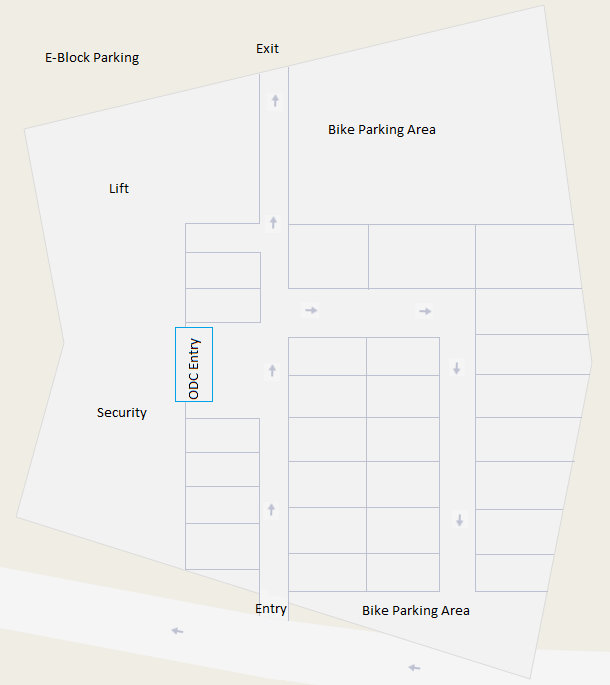 Exit
E-Block Parking
Bike Parking Area
Lift
ODC Entry
Security
Entry
Bike Parking Area